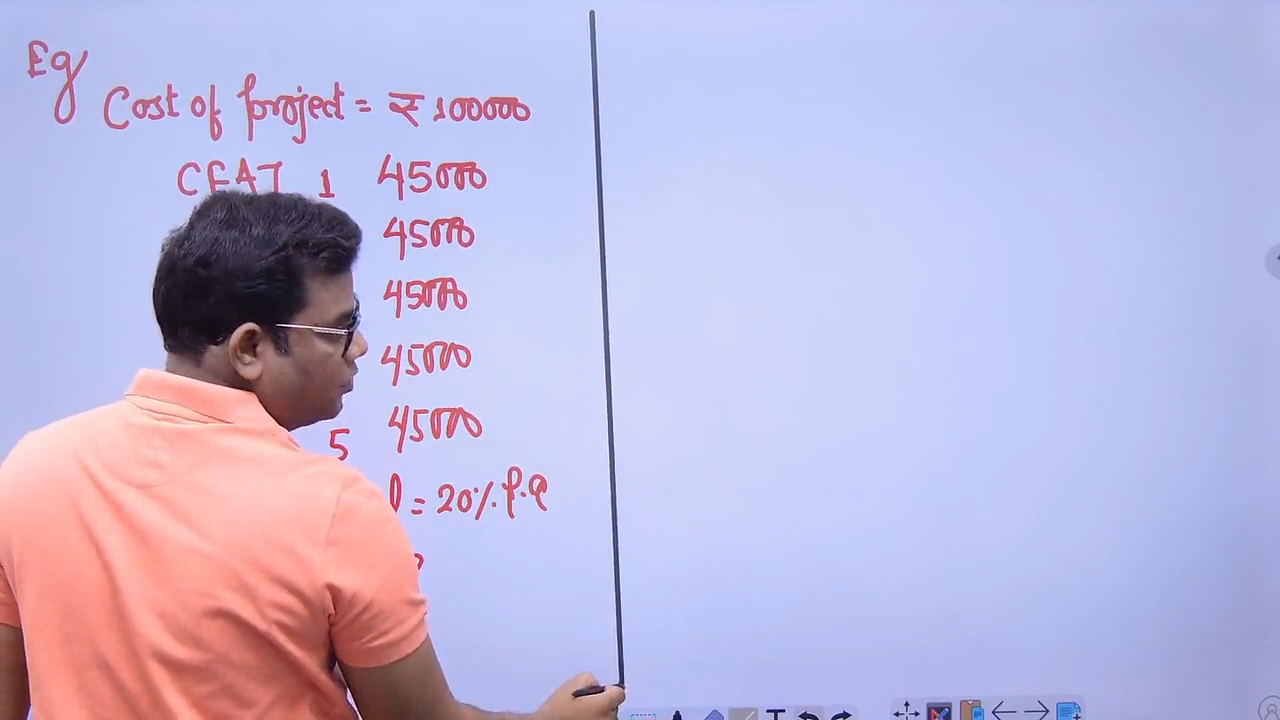 Eg
Cost of project = ₹ 100000
CFAT 1 45000
45000
45000
45000
5 45000
= 20% P.a